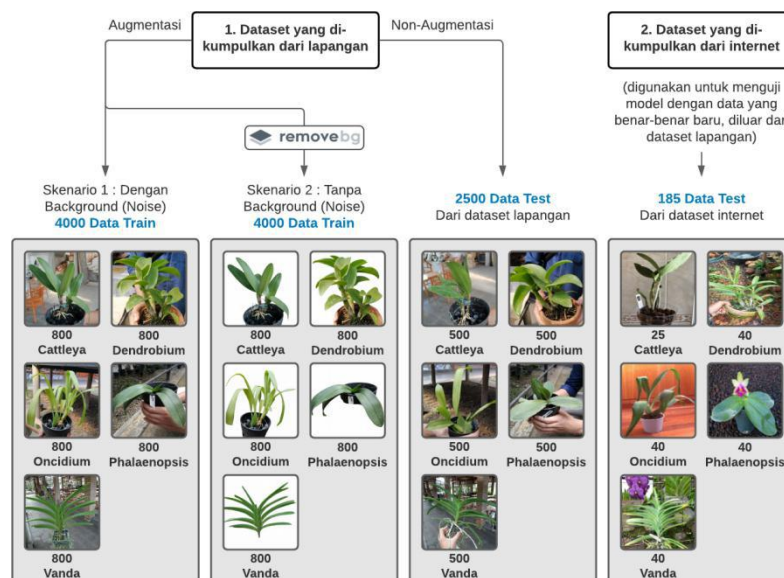 Augmentasi
1. Dataset yang di-
kumpulkan dari lapangan
Non-Augmentasi
2. Dataset yang di-
kumpulkan dari internet
(digunakan untuk menguji
model dengan data yang
benar-benar baru, diluar dar
dataset lapangan)
removebg
Skenario 1 : Dengan
Background (Noise)
4000 Data Train
Skenario 2 : Tanpa
Background (Noise)
4000 Data Train
2500 Data Test
Dari dataset lapangan
185 Data Test
Dari dataset internet
800
Cattleya
800
Dendrobium
800
Oncidium
800
Phalaenopsis
800
Vanda
800
Cattleya
800
Dendrobium
800
Oncidium
800
Phalaenopsis
800
Vanda
500
Cattleya
500
Dendrobium
500
Oncidium
500
Phalaenopsis
500
Vanda
25
Cattleya
40
Dendrobium
40
Oncidium
40
Phalaenopsis
40
Vanda